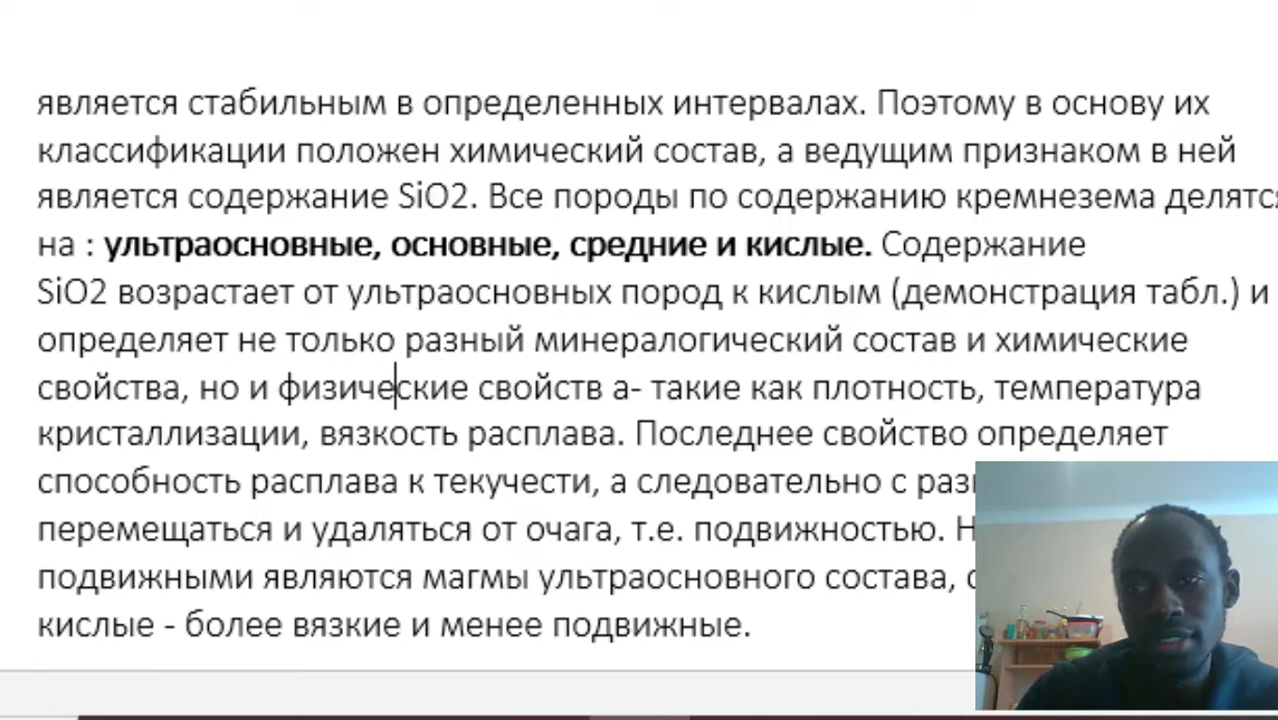 является стабильным в определенных интервалах. Поэтому в основу их
классификации положен химический состав, а ведущим признаком в ней
является содержание SiO2. Все породы по содержанию кремнезема
на : ультраосновные, основные, средние и кислые. Содержание
SiO2 возрастает от ультраосновных пород к кислым (демонстрация табл.) и
определяет не только разный минералогический состав и химические
свойства, но и физические свойств а- такие как плотность, температура
кристаллизации, вязкость расплава. Последнее свойство определяет
способность расплава к текучести, а следовательно с
перемещаться и удаляться от очага, т.е. подвижностью.
подвижными являются магмы ультраосновного состава,
кислые - более вязкие и менее подвижные.